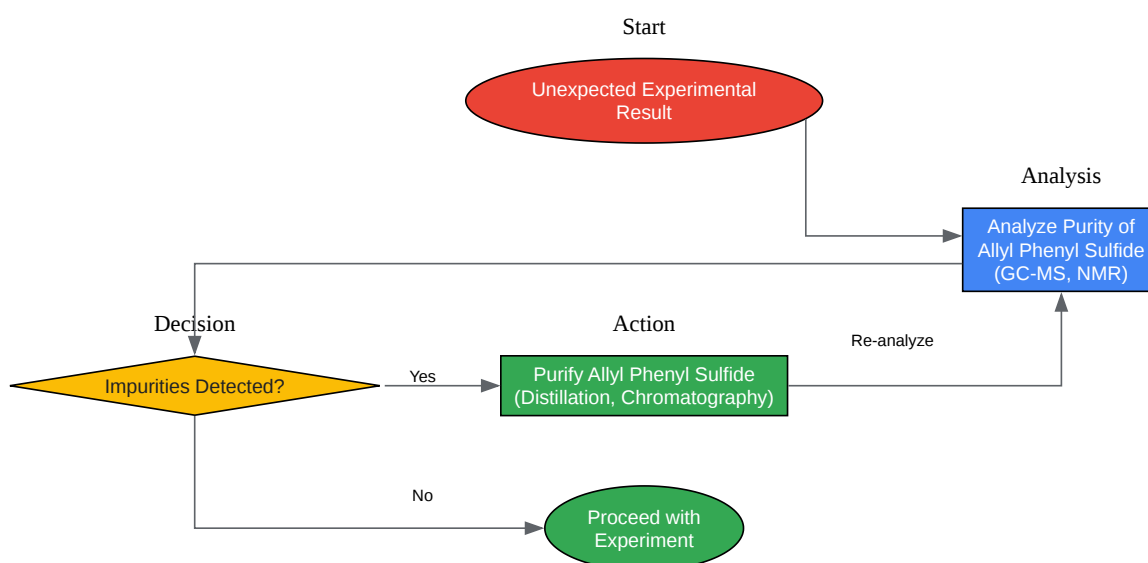 Start
Unexpected Experimental
Result
Analysis
Analyze Purity of
Allyl Phenyl Sulfide
(GC-MS, NMR)
Decision
Impurities Detected?
Yes
Action
Purify Allyl Phenyl Sulfide
(Distillation, Chromatography)
Re-analyze
No
Proceed with
Experiment